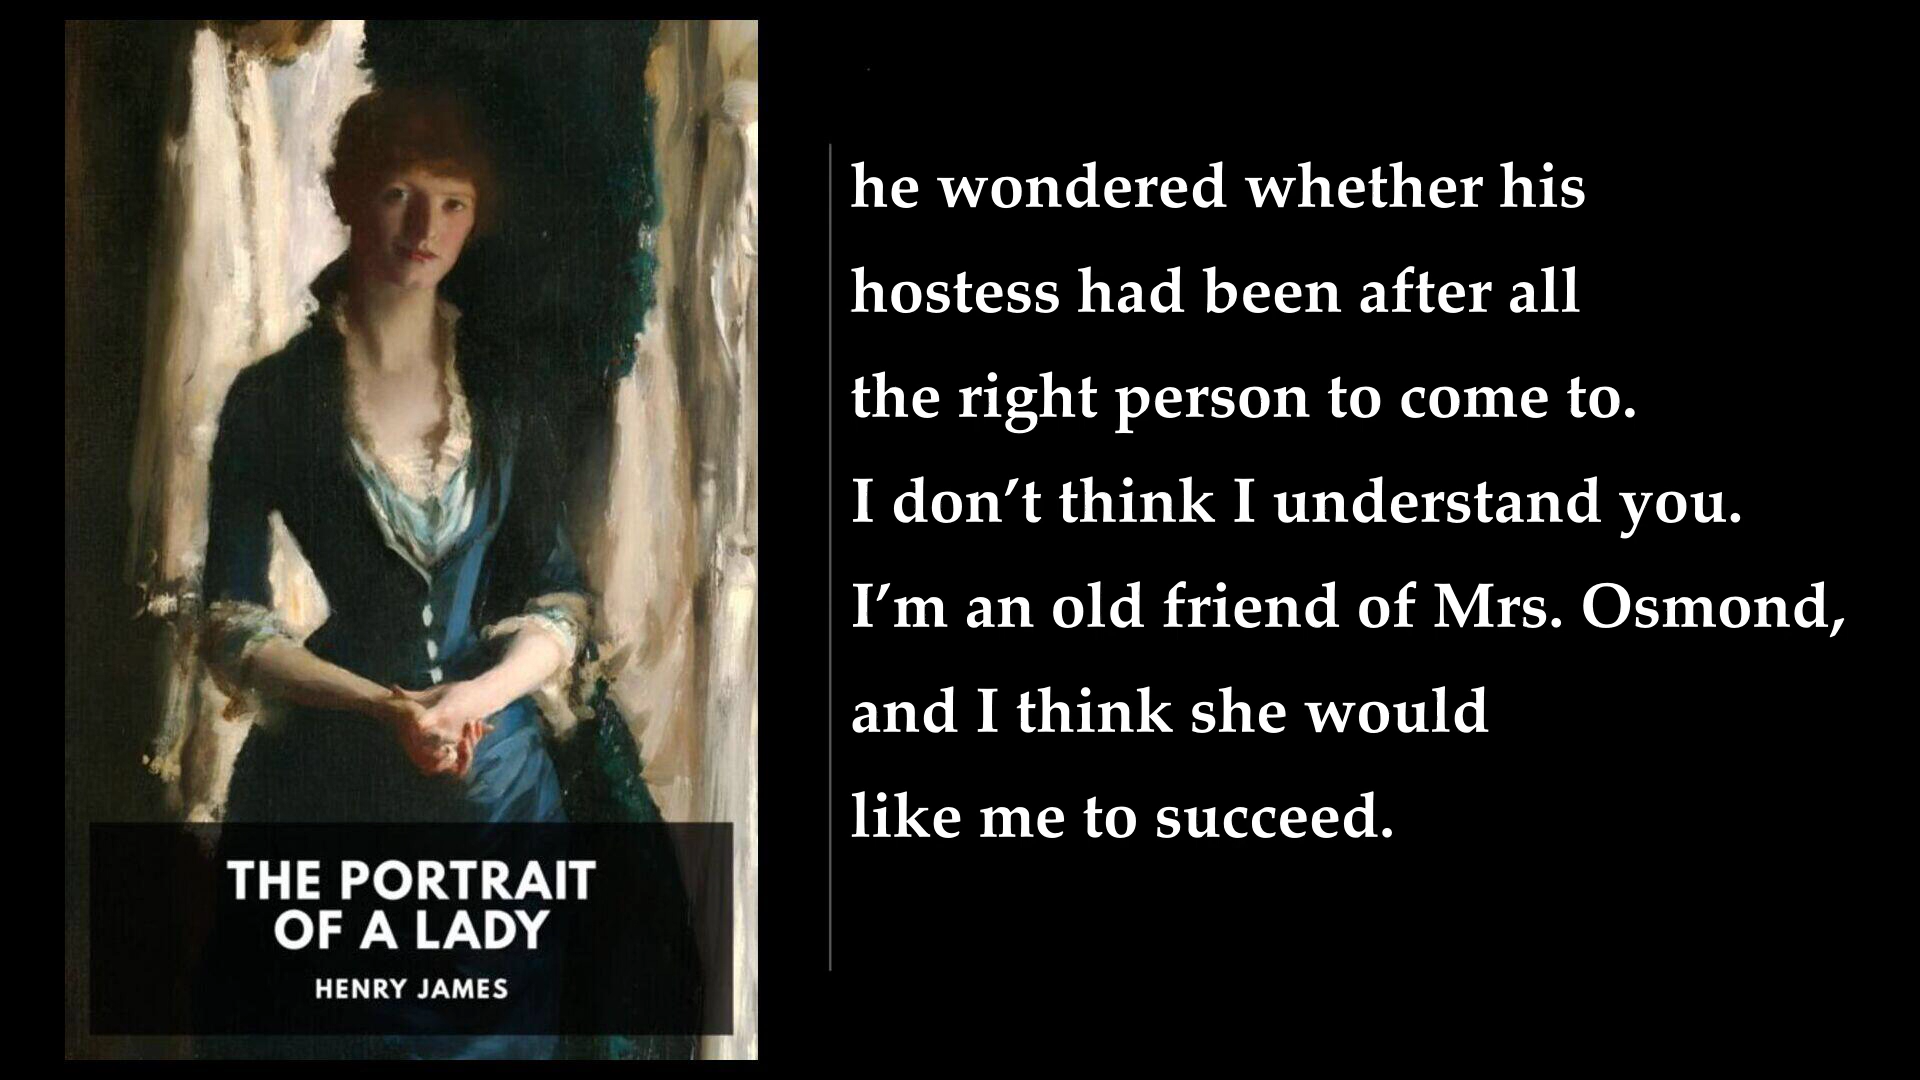 THE PORTRAIT
OF A LADY
HENRY JAMES
he wondered whether his
hostess had been after all
the right person to come to.
I don’t think I understand you.
I’m an old friend of Mrs. Osmond,
and I think she would
like me to succeed.